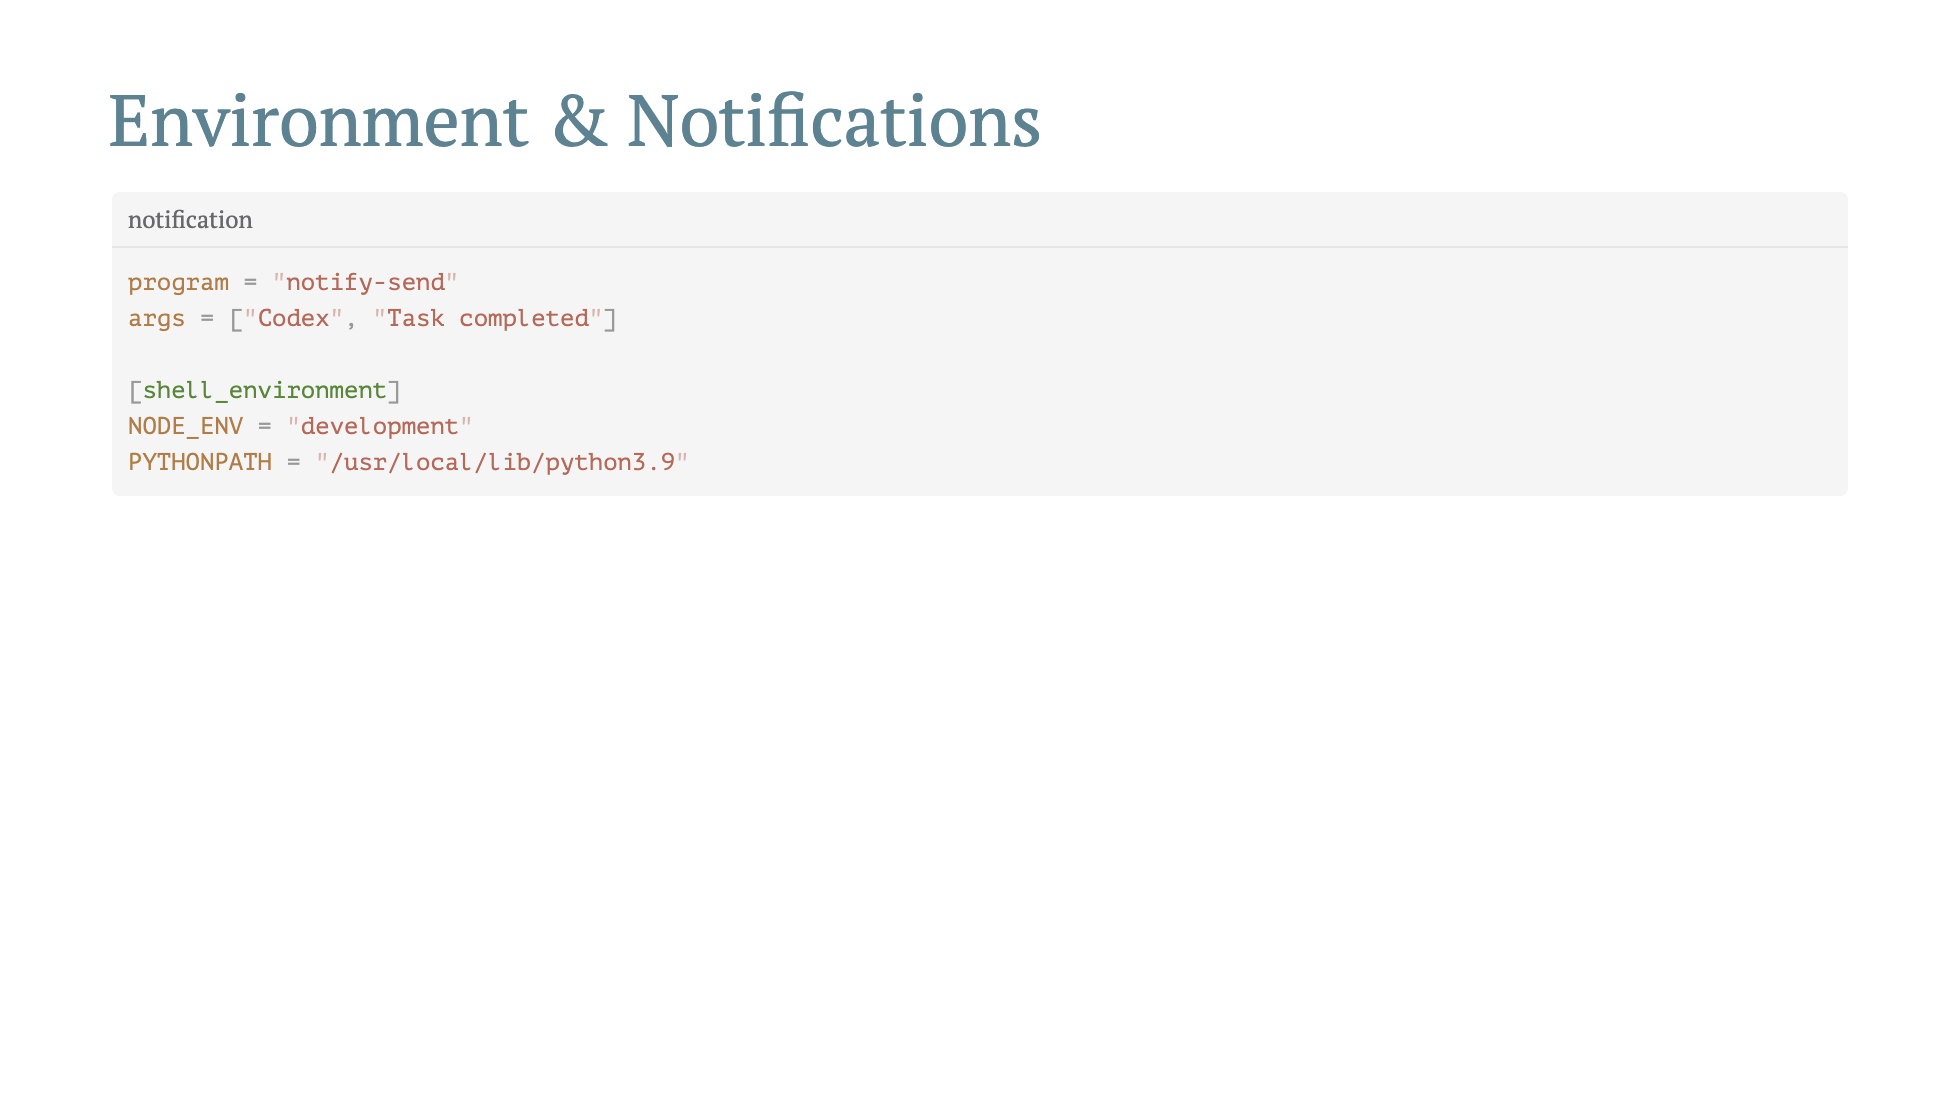 Environment & Notifications
notification
program = "notify-send"
args = ["Codex", "Task completed"]
[shell_environment]
NODE_ENV = "development"
PYTHONPATH = "/usr/local/lib/python3.9"